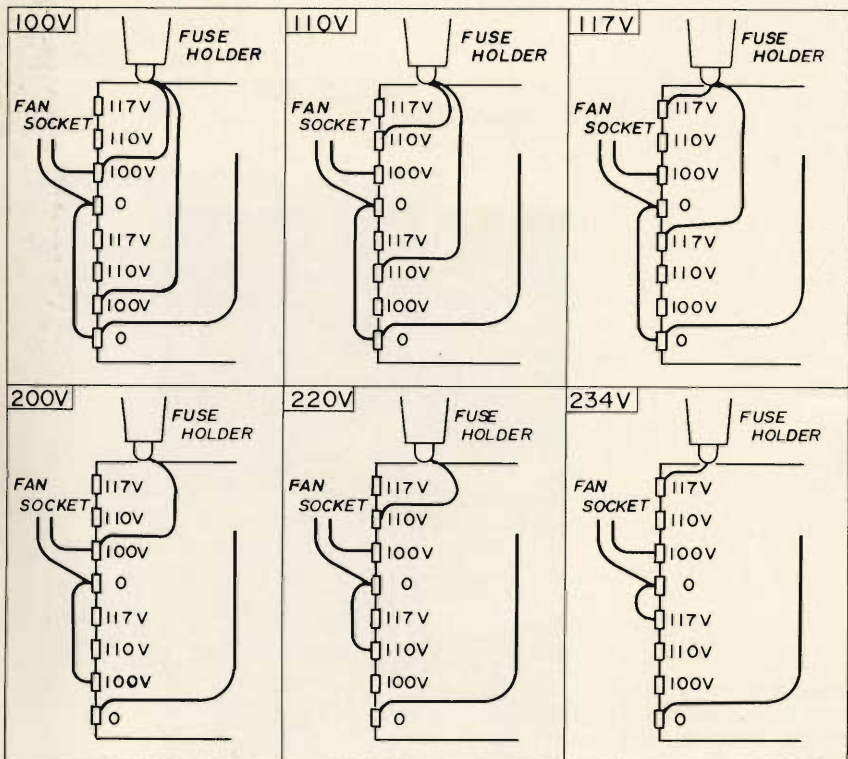 100V
FUSE
HOLDER
FAN
SOCKET
117V
110V
100V
0
117V
110V
100V
0
110V
FUSE
HOLDER
FAN
SOCKET
117V
110V
100V
0
117V
110V
100V
0
117V
FUSE
HOLDER
FAN
SOCKET
117V
110V
100V
0
117V
110V
100V
0
200V
FUSE
HOLDER
FAN
SOCKET
117V
110V
100V
0
117V
110V
100V
0
220V
FUSE
HOLDER
FAN
SOCKET
117V
110V
100V
0
117V
110V
100V
0
234V
FUSE
HOLDER
FAN
SOCKET
117V
110V
100V
0
117V
110V
100V
0